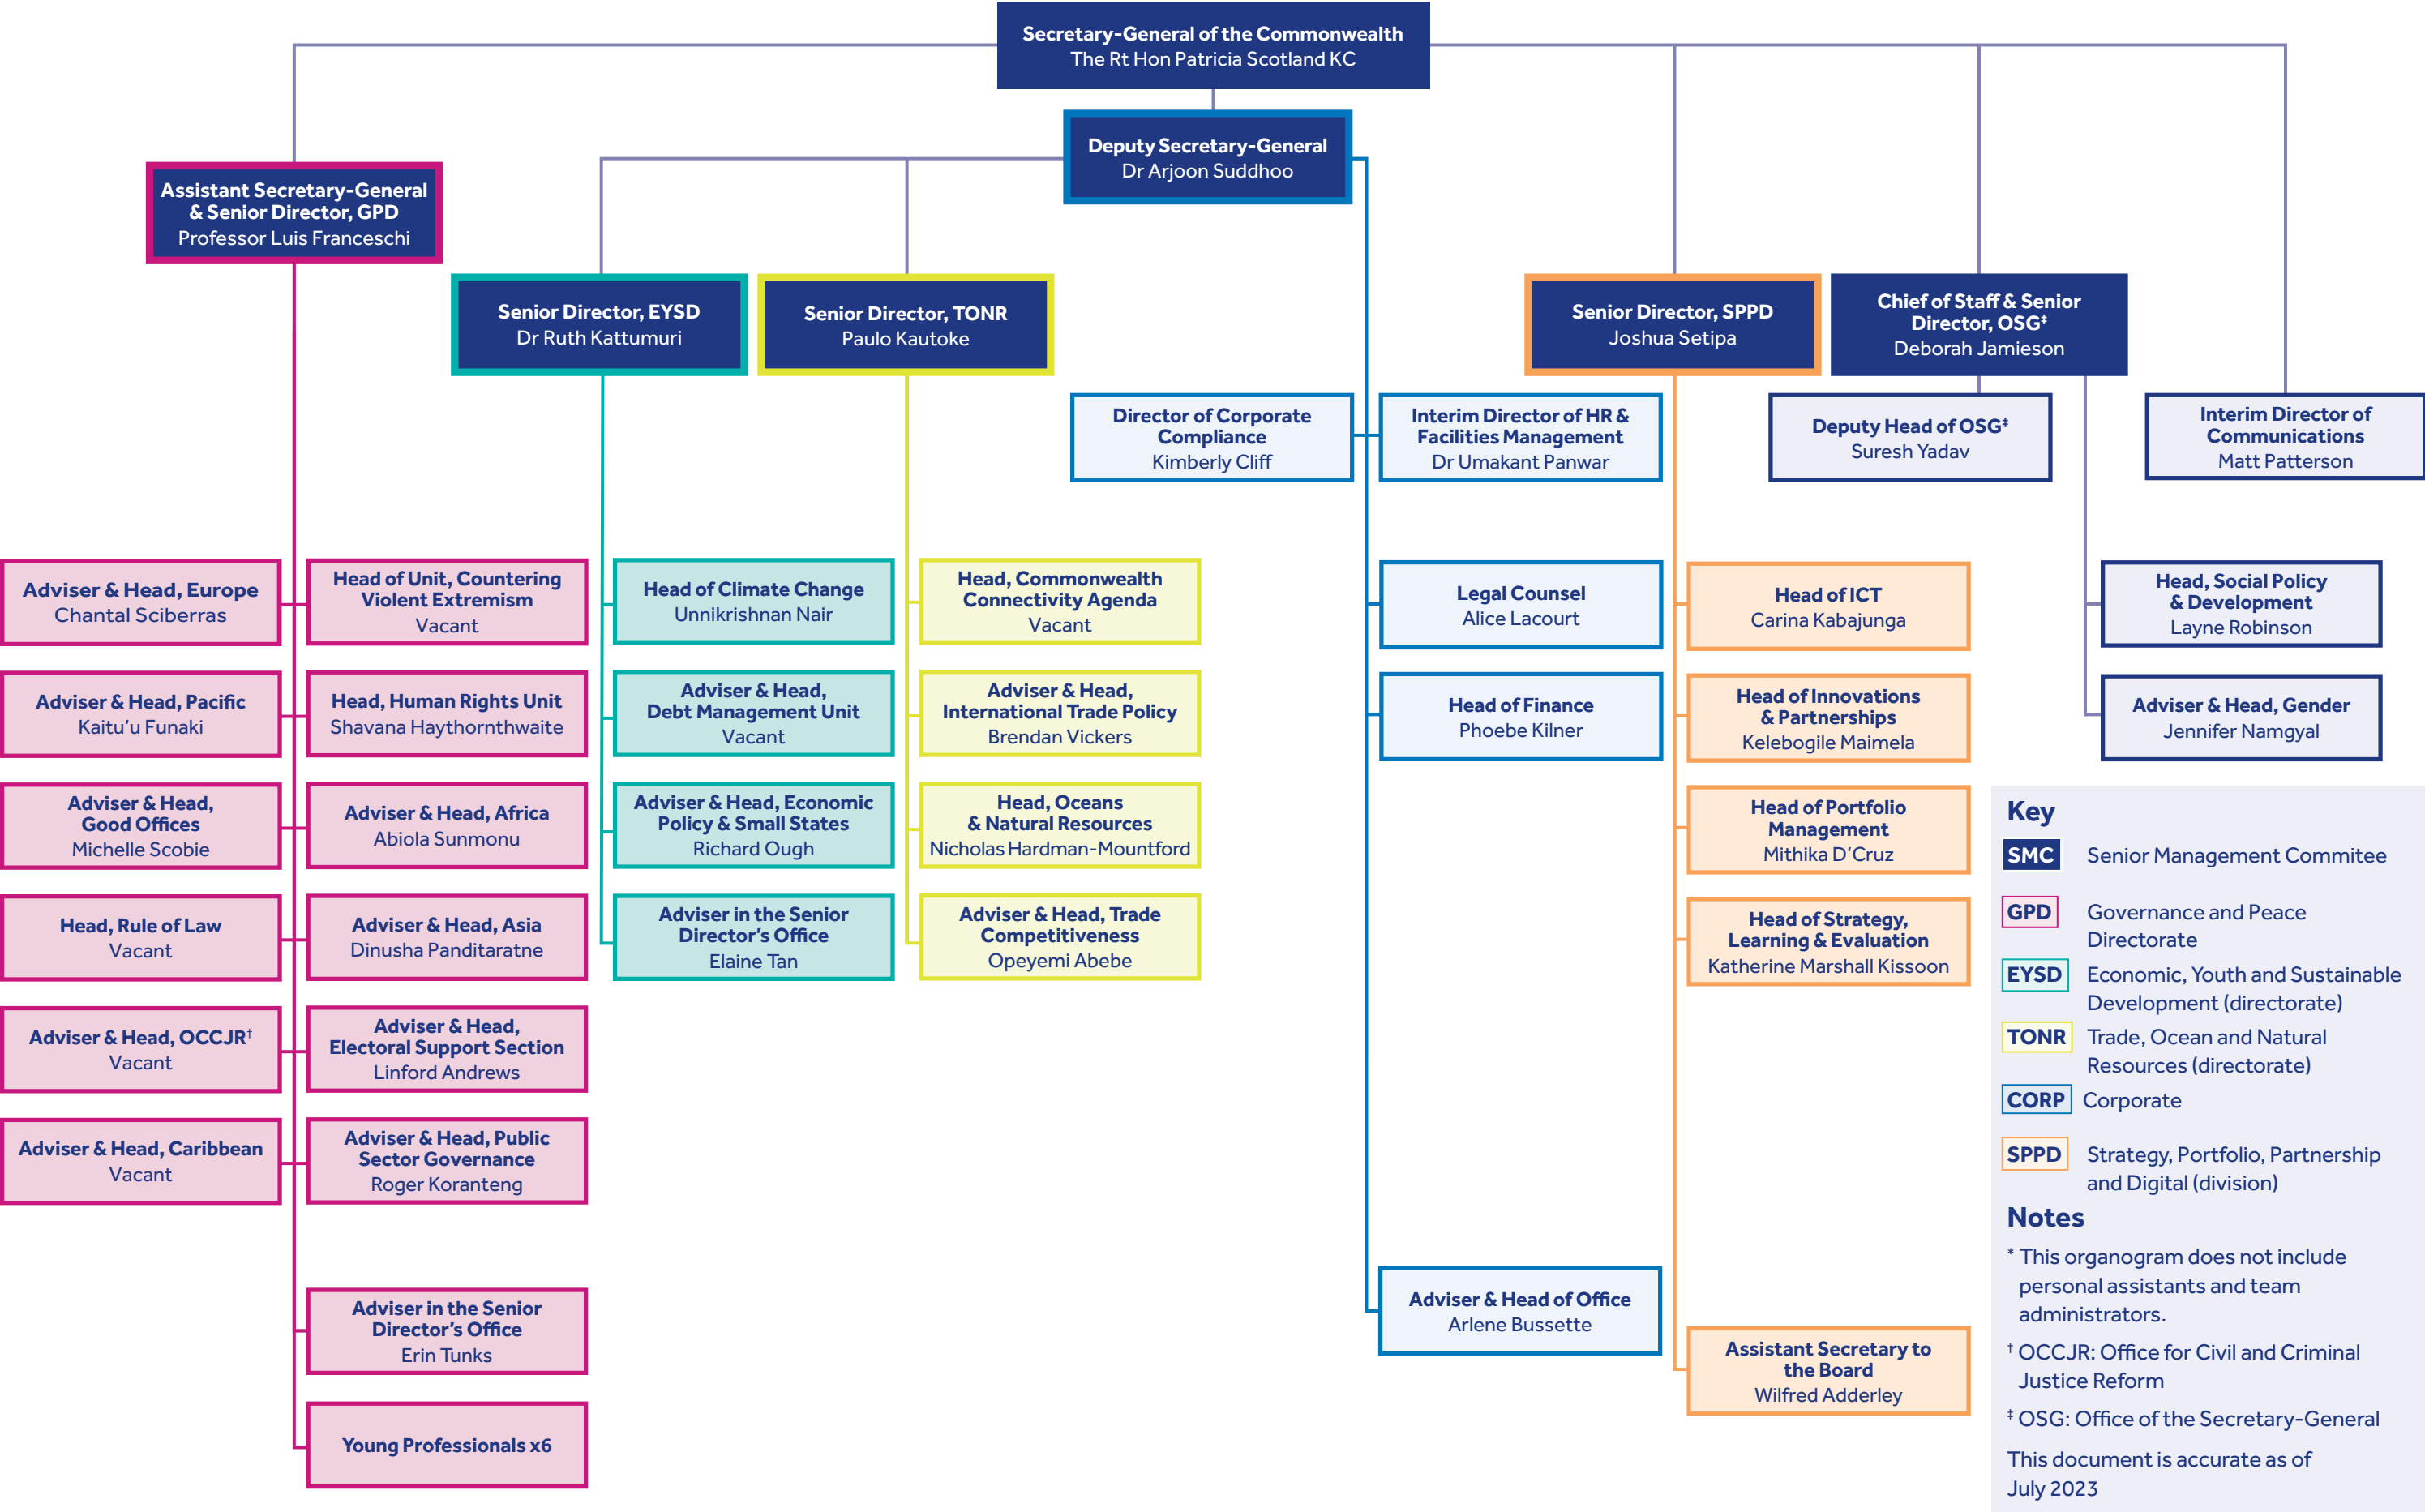 Secretary-General of the Commonwealth
The Rt Hon Patricia Scotland KC
Deputy Secretary-General
Dr Arjoon Suddhoo
Assistant Secretary-General
& Senior Director, GPD
Professor Luis Franceschi
Senior Director, EYSD
Dr Ruth Kattumuri
Senior Director, TONR
Paulo Kautoke
Senior Director, SPPD
Joshua Setipa
Chief of Staff & Senior
Director, OSG‡
Deborah Jamieson
Director of Corporate
Compliance
Kimberly Cliff
Interim Director of HR &
Facilities Management
Dr Umakant Panwar
Deputy Head of OSG‡
Suresh Yadav
Interim Director of
Communications
Matt Patterson
Adviser & Head, Europe
Chantal Sciberras
Adviser & Head, Pacific
Kaitu’u Funaki
Adviser & Head,
Good Offices
Michelle Scobie
Head, Rule of Law
Vacant
Adviser & Head, OCCJR†
Vacant
Adviser & Head, Caribbean
Vacant
Head of Unit, Countering
Violent Extremism
Vacant
Head, Human Rights Unit
Shavana Haythornthwaite
Adviser & Head, Africa
Abiola Sunmonu
Adviser & Head, Asia
Dinusha Panditaratne
Adviser & Head,
Electoral Support Section
Linford Andrews
Adviser & Head, Public
Sector Governance
Roger Koranteng
Adviser in the Senior
Director’s Office
Erin Tunks
Young Professionals x6
Head of Climate Change
Unnikrishnan Nair
Adviser & Head,
Debt Management Unit
Vacant
Adviser & Head, Economic
Policy & Small States
Richard Ough
Adviser in the Senior
Director’s Office
Elaine Tan
Head, Commonwealth
Connectivity Agenda
Vacant
Adviser & Head,
International Trade Policy
Brendan Vickers
Head, Oceans
& Natural Resources
Nicholas Hardman-Mountford
Adviser & Head, Trade
Competitiveness
Opeyemi Abebe
Legal Counsel
Alice Lacourt
Head of Finance
Phoebe Kilner
Adviser & Head of Office
Arlene Bussette
Head of ICT
Carina Kabajunga
Head of Innovations
& Partnerships
Kelebogile Maimela
Head of Portfolio
Management
Mithika D’Cruz
Head of Strategy,
Learning & Evaluation
Katherine Marshall Kissoon
Assistant Secretary to
the Board
Wilfred Adderley
Head, Social Policy
& Development
Layne Robinson
Adviser & Head, Gender
Jennifer Namgyal
Key
SMC Senior Management Commitee
GPD Governance and Peace
Directorate
EYSD Economic, Youth and Sustainable
Development (directorate)
TONR Trade, Ocean and Natural
Resources (directorate)
CORP Corporate
SPPD Strategy, Portfolio, Partnership
and Digital (division)
Notes
* This organogram does not include
personal assistants and team
administrators.
† OCCJR: Office for Civil and Criminal
Justice Reform
‡ OSG: Office of the Secretary-General
This document is accurate as of
July 2023